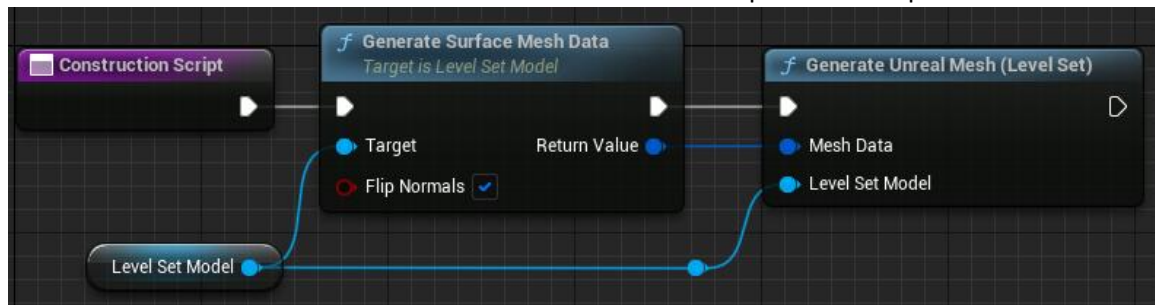 Construction Script
Generate Surface Mesh Data
Target is Level Set Model
Target
Return Value
Flip Normals
Generate Unreal Mesh (Level Set)
Mesh Data
Level Set Model
Level Set Model